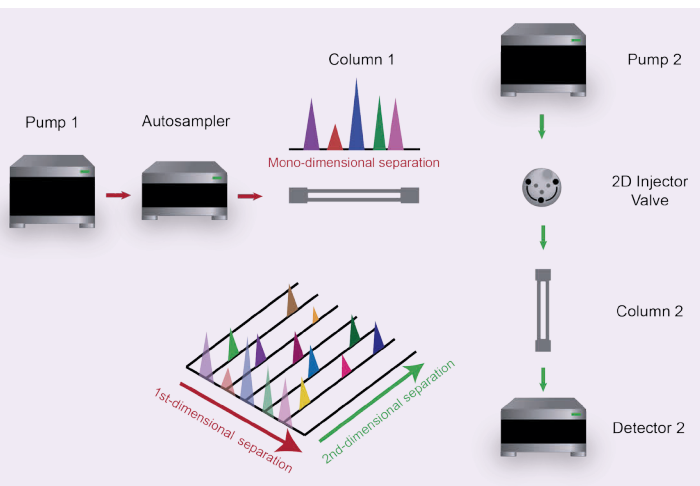 Column 1
Pump 2
Pump 1
Autosampler
Mono-dimensional separation
2D Injector
Valve
Column 2
1st-dimensional separation
2nd-dimensional separation
Detector 2